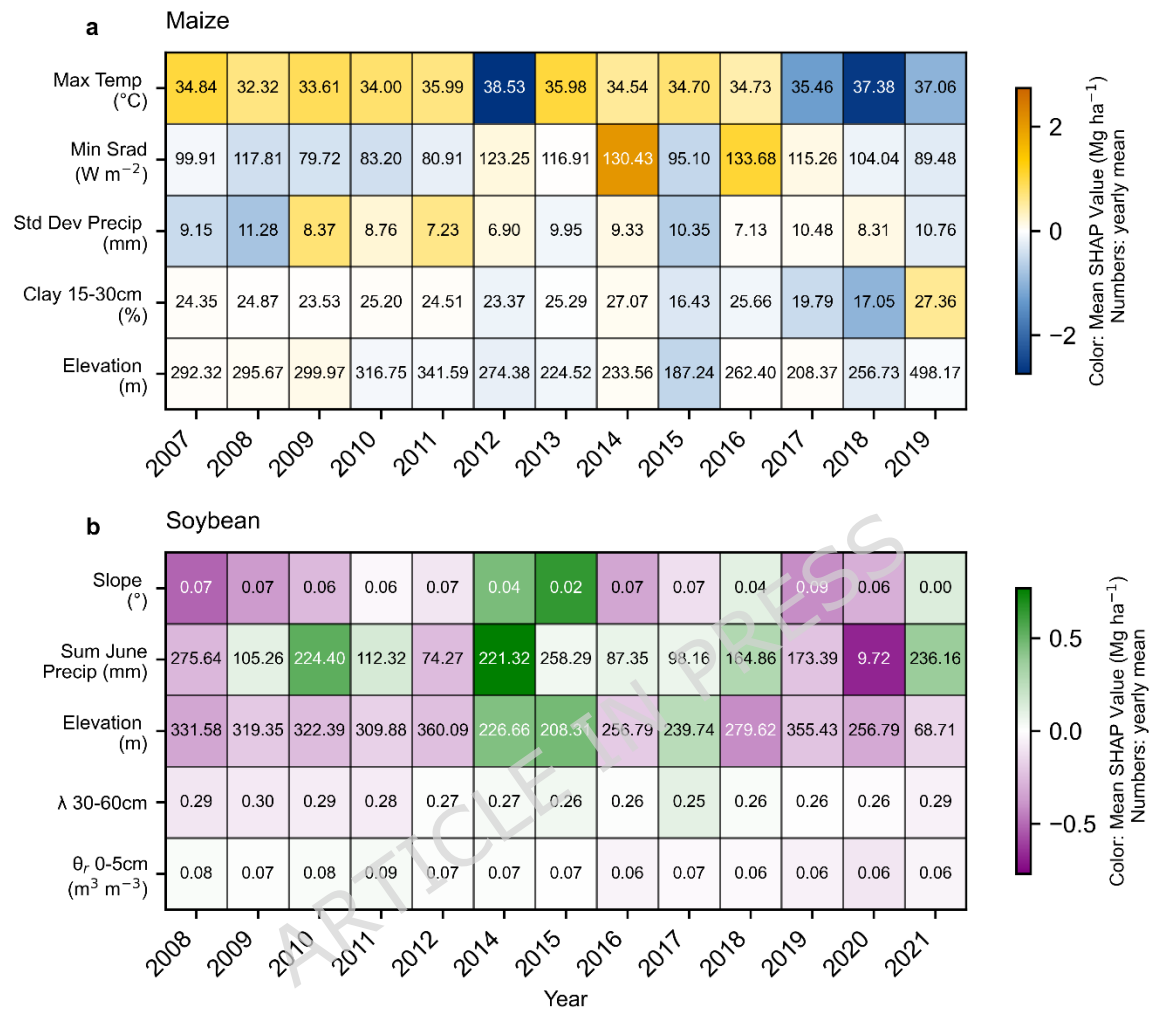 a
Maize
Max Temp
(°C)
34.84 32.32 33.61 34.00 35.99 38.53 35.98 34.54 34.70 34.73 35.46 37.38 37.06
Min Srad
(W m⁻²)
99.91 117.81 79.72 83.20 80.91 123.25 116.91 130.43 95.10 133.68 115.26 104.04 89.48
Std Dev Precip
(mm)
9.15 11.28 8.37 8.76 7.23 6.90 9.95 9.33 10.35 7.13 10.48 8.31 10.76
Clay 15-30cm
(%)
24.35 24.87 23.53 25.20 24.51 23.37 25.29 27.07 16.43 25.66 19.79 17.05 27.36
Elevation
(m)
292.32 295.67 299.97 316.75 341.59 274.38 224.52 233.56 187.24 262.40 208.37 256.73 498.17
2007 2008 2009 2010 2011 2012 2013 2014 2015 2016 2017 2018 2019
2
0
−2
Color: Mean SHAP Value (Mg ha⁻¹)
Numbers: yearly mean
b
Soybean
Slope
(°)
0.07 0.07 0.06 0.06 0.07 0.04 0.02 0.07 0.07 0.04 0.09 0.06 0.00
Sum June
Precip (mm)
275.64 105.26 224.40 112.32 74.27 221.32 258.29 87.35 98.16 164.86 173.39 9.72 236.16
Elevation
(m)
331.58 319.35 322.39 309.88 360.09 226.66 256.79 239.74 279.62 355.43 256.79 68.71
λ 30-60cm
0.29 0.30 0.29 0.28 0.27 0.27 0.26 0.26 0.25 0.26 0.26 0.26 0.29
θᵣ 0-5cm
(m³ m⁻³)
0.08 0.07 0.08 0.09 0.07 0.07 0.07 0.06 0.07 0.06 0.06 0.06 0.06
2008 2009 2010 2011 2012 2014 2015 2016 2017 2018 2019 2020 2021
Year
0.5
0.0
−0.5
Color: Mean SHAP Value (Mg ha⁻¹)
Numbers: yearly mean
ARTICLE IN PRESS